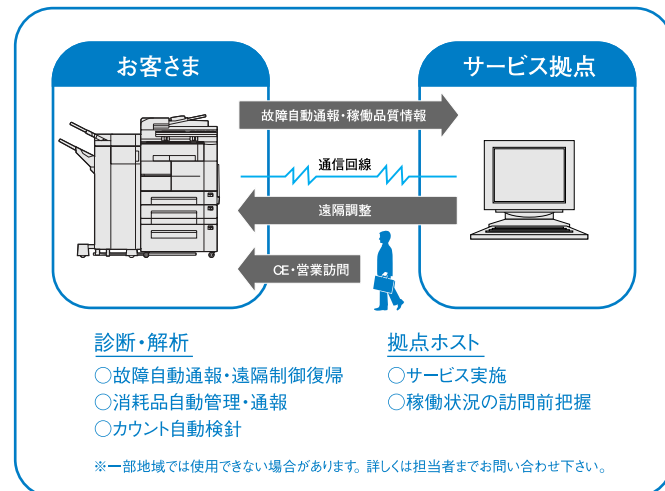 お客さま
サービス拠点
故障自動通報・稼働品質情報
通信回線
遠隔調整
CE・営業訪問
診断・解析
○故障自動通報・遠隔制御復帰
○消耗品自動管理・通報
○カウント自動検針
拠点ホスト
○サービス実施
○稼働状況の訪問前把握
※一部地域では使用できない場合があります。詳しくは担当者までお問い合わせ下さい。